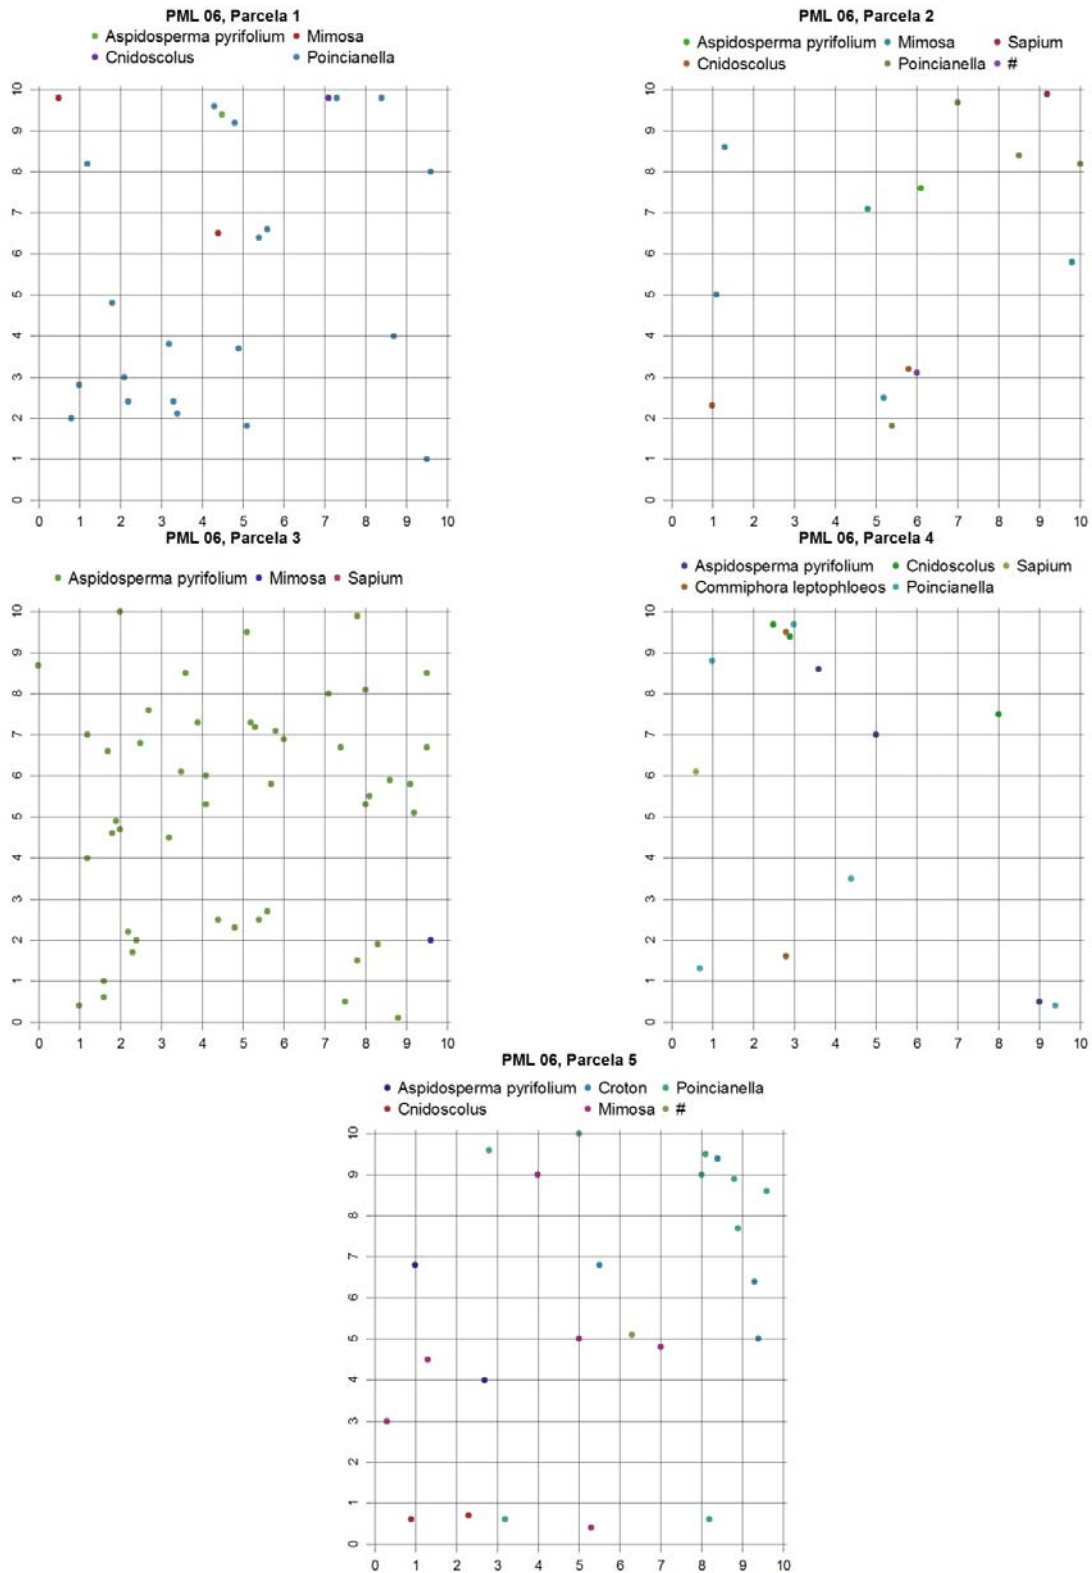 PML 06, Parcela 1
Aspidosperma pyrifolium Mimosa
Cnidoscolus Poincianella
10
9
8
7
6
5
4
3
2
1
0
0 1 2 3 4 5 6 7 8 9 10
PML 06, Parcela 2
Aspidosperma pyrifolium Mimosa Sapium
Cnidoscolus Poincianella #
10
9
8
7
6
5
4
3
2
1
0
0 1 2 3 4 5 6 7 8 9 10
PML 06, Parcela 3
Aspidosperma pyrifolium Mimosa Sapium
10
9
8
7
6
5
4
3
2
1
0
0 1 2 3 4 5 6 7 8 9 10
PML 06, Parcela 4
Aspidosperma pyrifolium Cnidoscolus Sapium
Commiphora leptophloeos Poincianella
10
9
8
7
6
5
4
3
2
1
0
0 1 2 3 4 5 6 7 8 9 10
PML 06, Parcela 5
Aspidosperma pyrifolium Croton Poincianella
Cnidoscolus Mimosa #
10
9
8
7
6
5
4
3
2
1
0
0 1 2 3 4 5 6 7 8 9 10